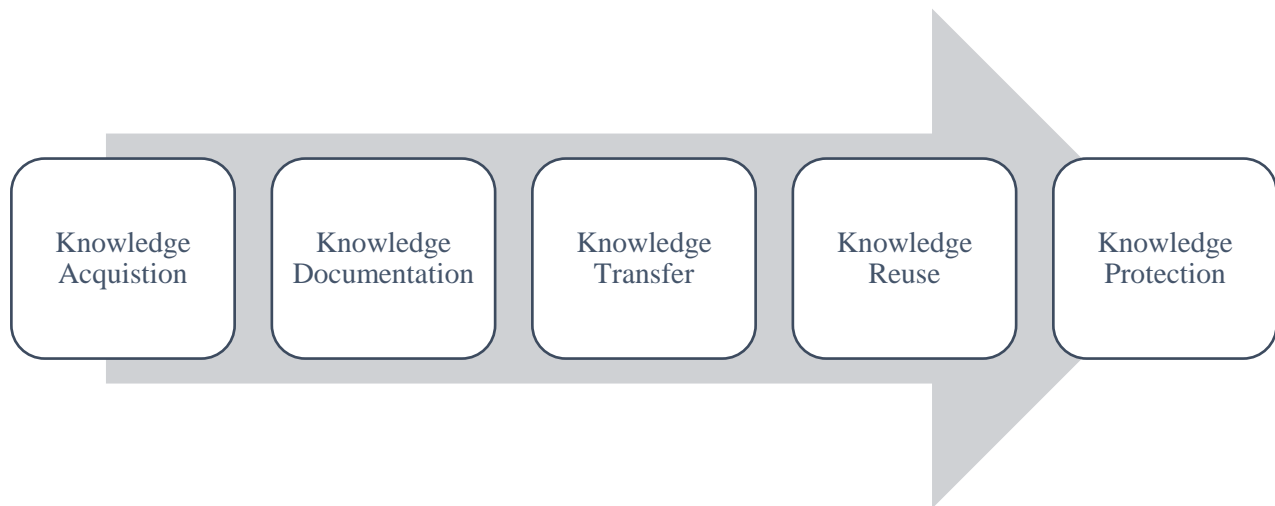 Knowledge
Acquistion
Knowledge
Documentation
Knowledge
Transfer
Knowledge
Reuse
Knowledge
Protection